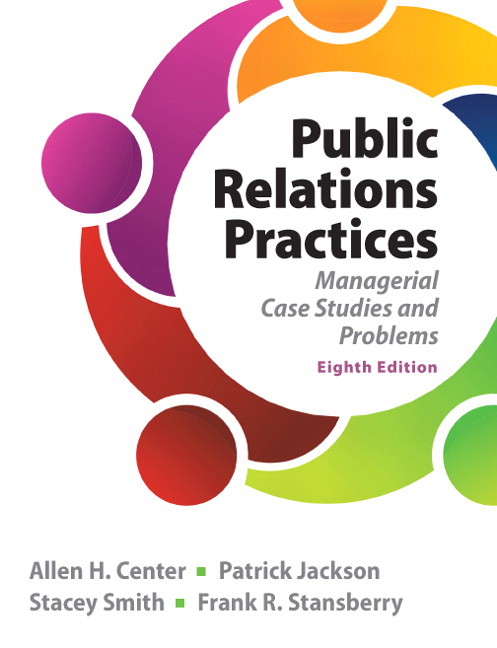 Public
Relations
Practices
Managerial
Case Studies and
Problems
Eighth Edition
Allen H. Center ▪ Patrick Jackson
Stacey Smith ▪ Frank R. Stansberry